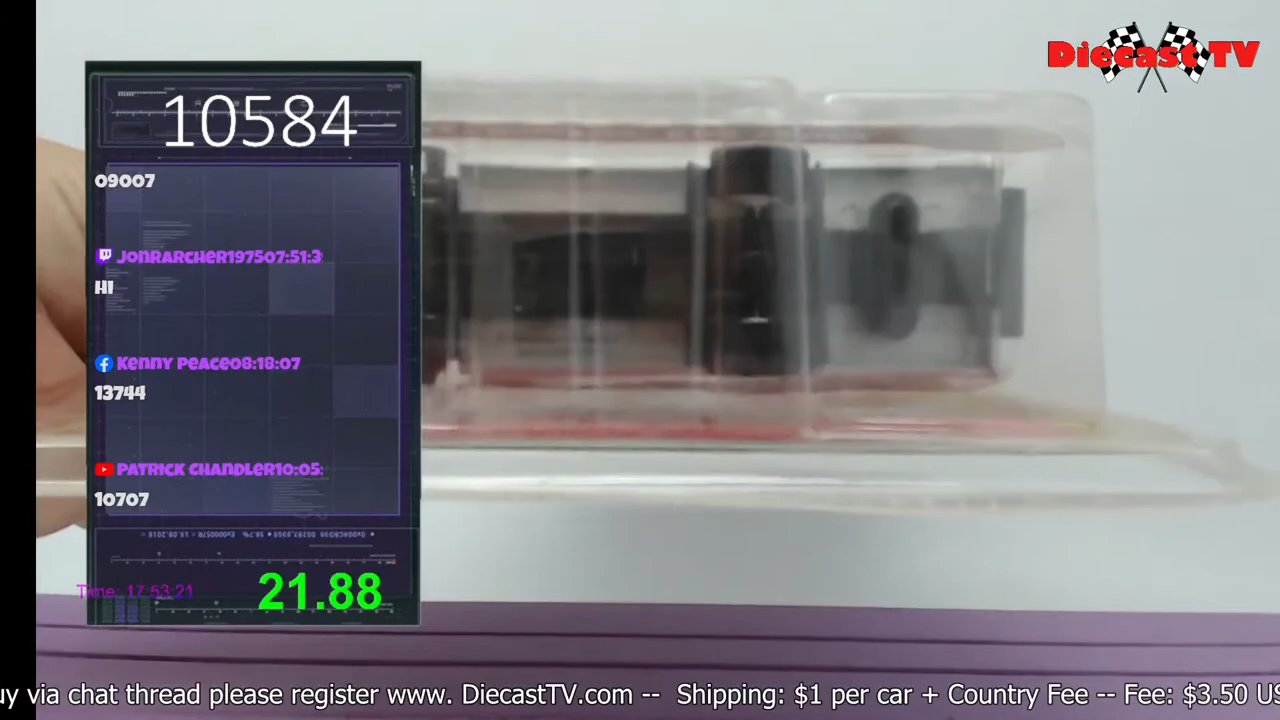 Diecast TV
10584
09007
JonRarcher197507:51:3
HI
Kenny Peace08:18:07
13744
Patrick Chandler10:05:
10707
Time: 17:53:21
21.88
uy via chat thread please register www. DiecastTV.com -- Shipping: $1 per car + Country Fee -- Fee: $3.50 US